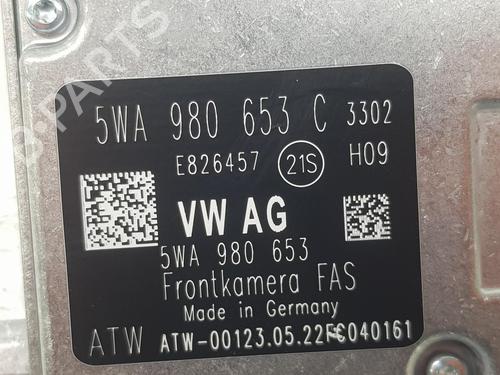 5WA 980 653 C 3302
E826457 21S H09
VW AG
5WA 980 653
Frontkamera FAS
Made in Germany
ATW ATW-00123.05.22FC040161